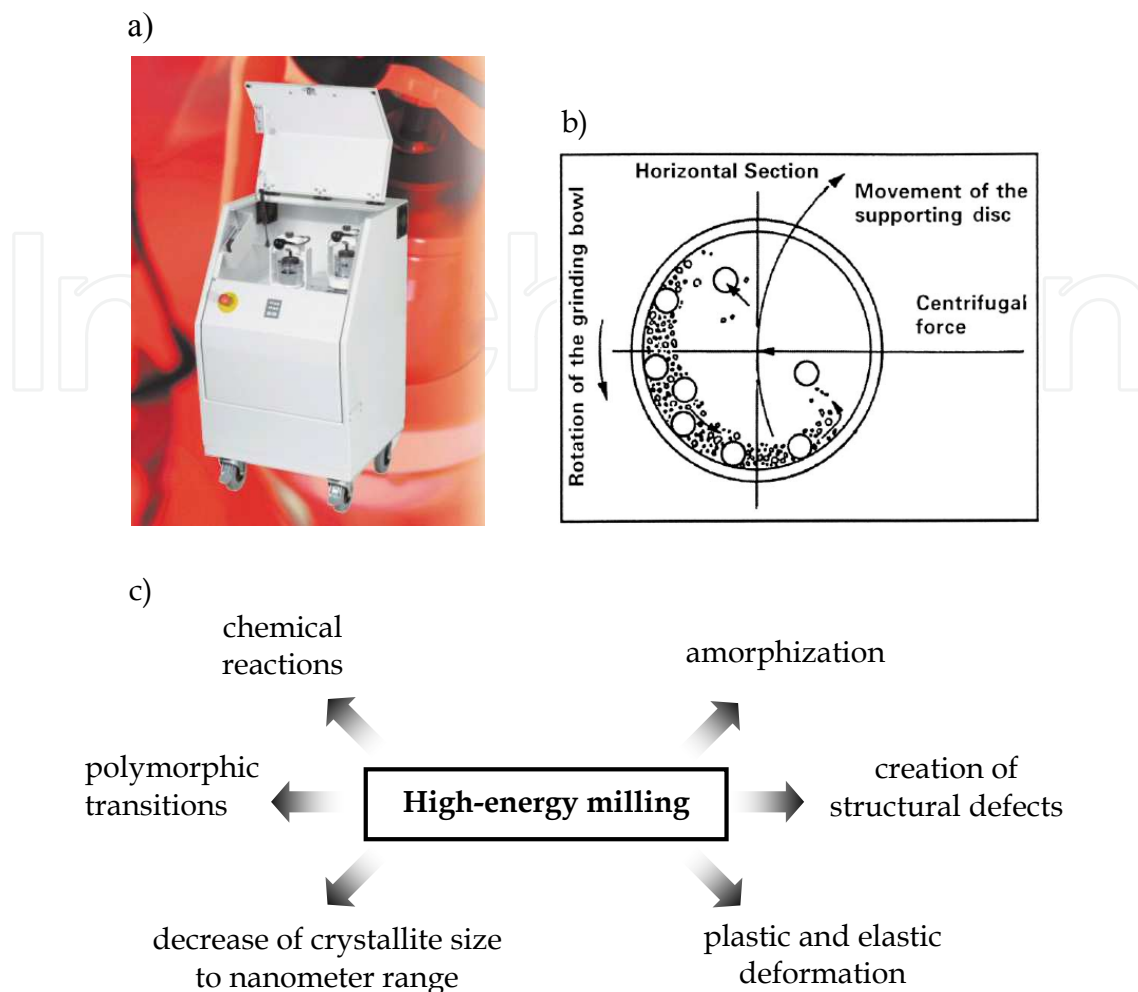 a)
b)
Horizontal Section
Movement of the
supporting disc
Rotation of the grinding bowl
Centrifugal
force
c)
chemical
reactions
amorphization
polymorphic
transitions
High-energy milling
creation of
structural defects
decrease of crystallite size
to nanometer range
plastic and elastic
deformation